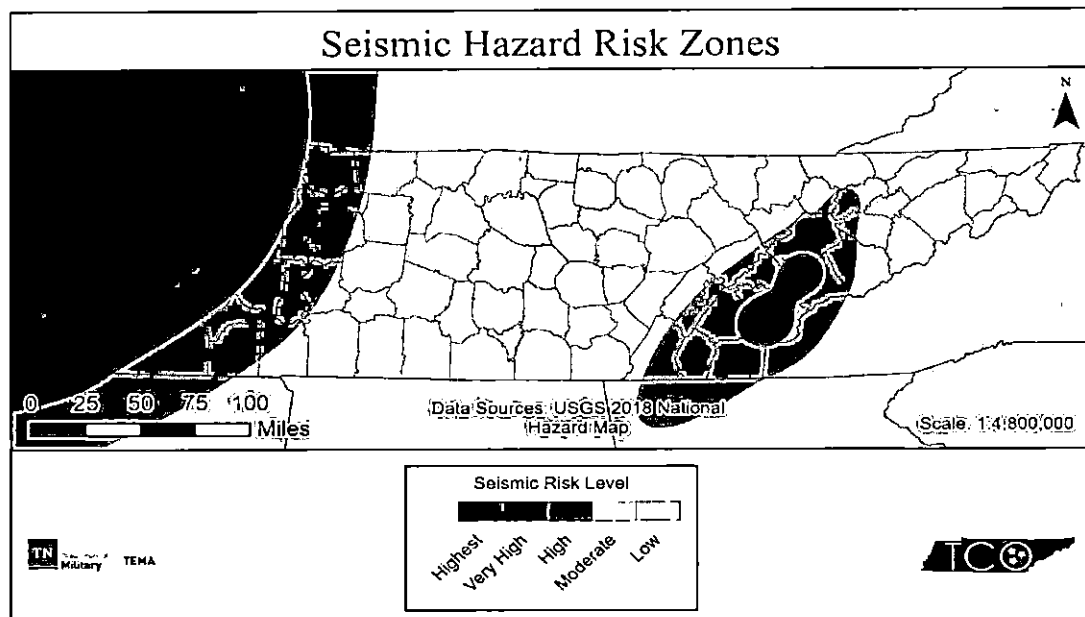 Seismic Hazard Risk Zones
N
0 25 50 75 100
Miles
Data Sources: USGS 2018 National
Hazard Map
Scale. 1:4,800,000
Seismic Risk Level
Highest
Very High
High
Moderate
Low
TN
Military
TEMA
TC